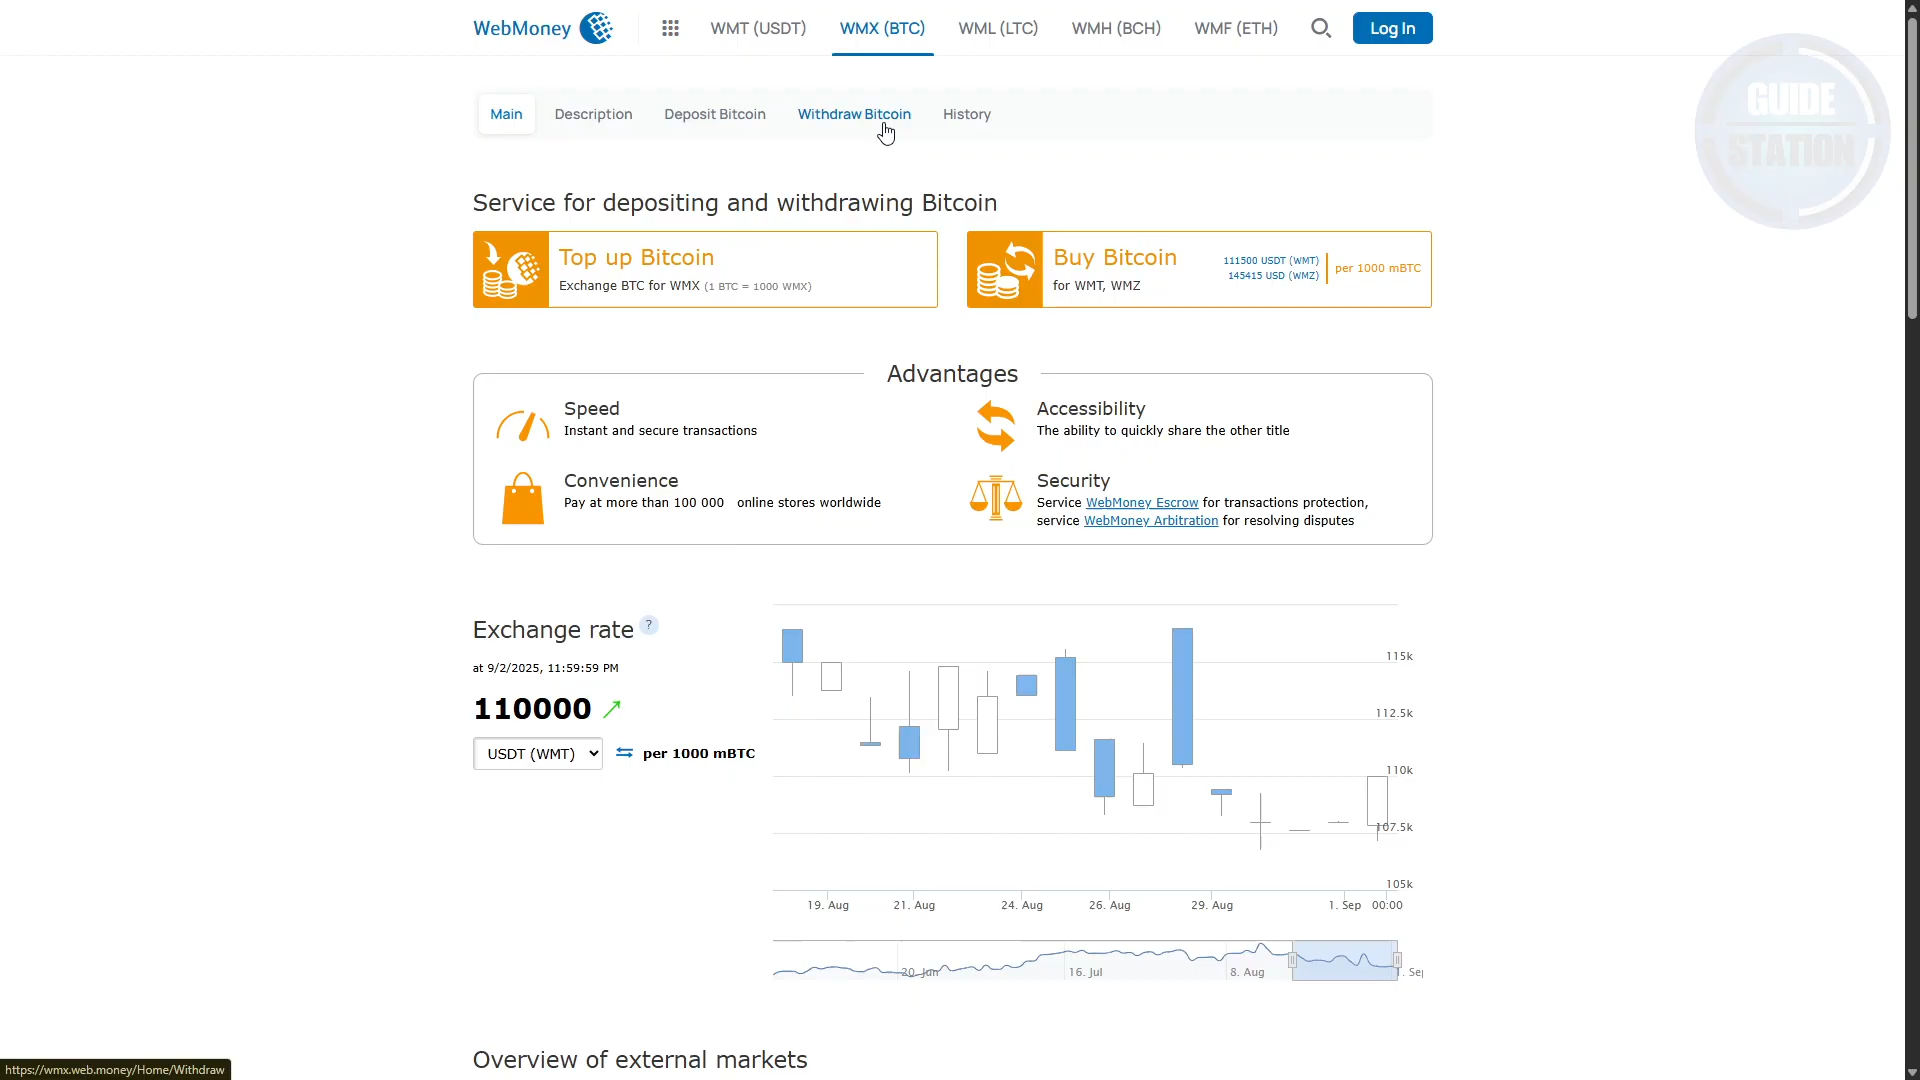 WebMoney
WMT (USDT)
WMX (BTC)
WML (LTC)
WMH (BCH)
WMF (ETH)
Log In
GUIDE
STATION
Main
Description
Deposit Bitcoin
Withdraw Bitcoin
History
Service for depositing and withdrawing Bitcoin
Top up Bitcoin
Exchange BTC for WMX (1 BTC = 1000 WMX)
Buy Bitcoin
for WMT, WMZ
111500 USDT (WMT)
145415 USD (WMZ)
per 1000 mBTC
Advantages
Speed
Instant and secure transactions
Accessibility
The ability to quickly share the other title
Convenience
Pay at more than 100 000 online stores worldwide
Security
Service WebMoney Escrow for transactions protection,
service WebMoney Arbitration for resolving disputes
Exchange rate ?
at 9/2/2025, 11:59:59 PM
110000
USDT (WMT)
per 1000 mBTC
115k
112.5k
110k
107.5k
105k
19. Aug
21. Aug
24. Aug
26. Aug
29. Aug
1. Sep
00:00
20. Jun
16. Jul
8. Aug
. Sep
Overview of external markets
https://wmx.web.money/Home/Withdraw